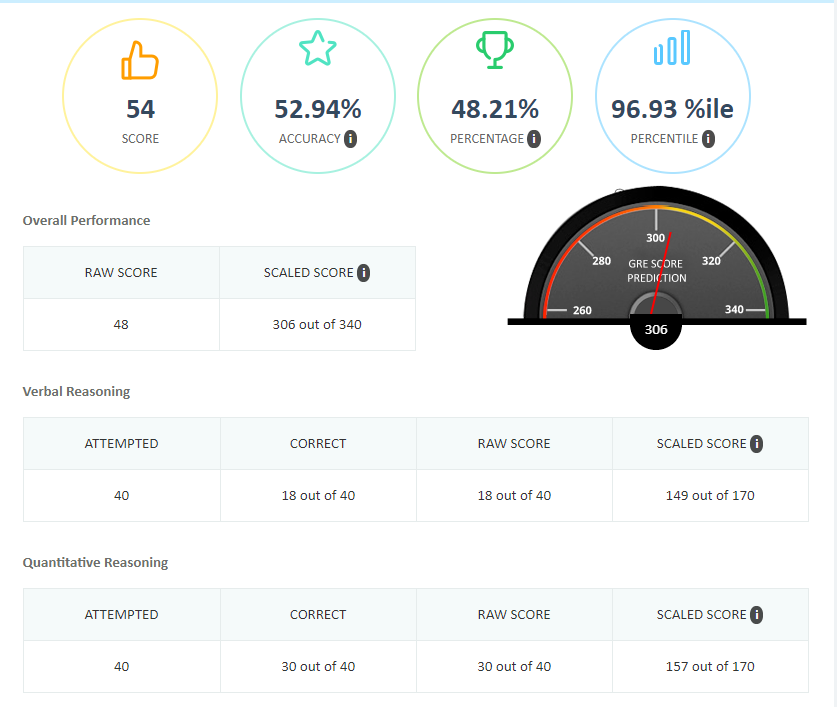 54
SCORE
52.94%
ACCURACY i
48.21%
PERCENTAGE i
96.93 %ile
PERCENTILE i
Overall Performance
RAW SCORE SCALED SCORE i
48 306 out of 340
260 280 300 320 340
GRE SCORE
PREDICTION
306
Verbal Reasoning
ATTEMPTED CORRECT RAW SCORE SCALED SCORE i
40 18 out of 40 18 out of 40 149 out of 170
Quantitative Reasoning
ATTEMPTED CORRECT RAW SCORE SCALED SCORE i
40 30 out of 40 30 out of 40 157 out of 170